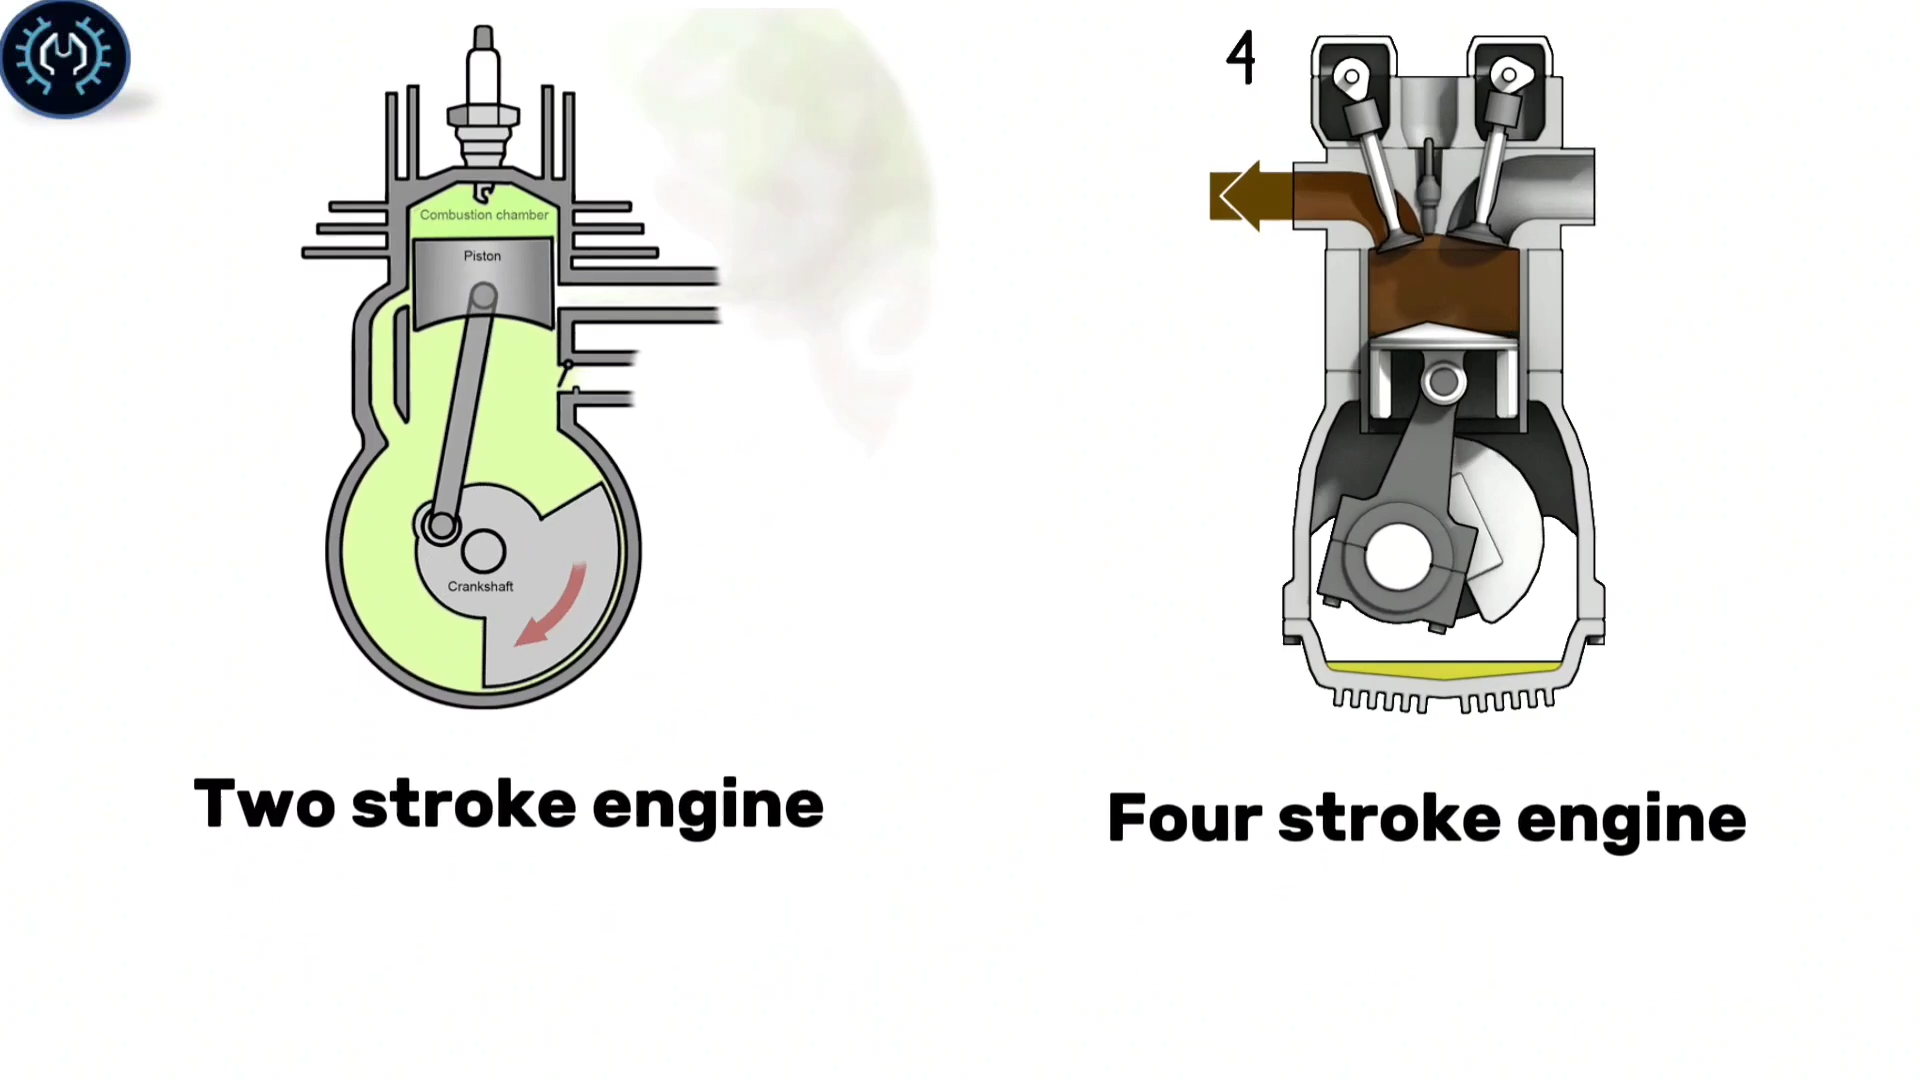 4
Combustion chamber
Piston
Crankshaft
Two stroke engine
Four stroke engine